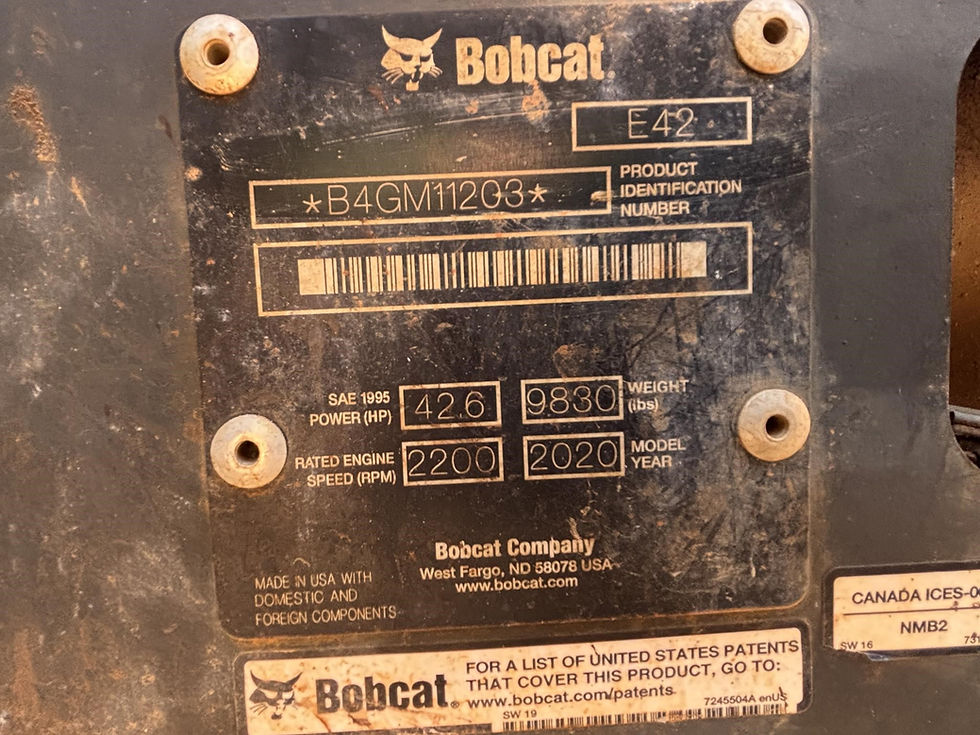 Bobcat®
E42
*B4GM11203*
PRODUCT
IDENTIFICATION
NUMBER
SAE 1995
POWER (HP)
42.6
9830
WEIGHT
(lbs)
RATED ENGINE
SPEED (RPM)
2200
2020
MODEL
YEAR
Bobcat Company
West Fargo, ND 58078 USA
www.bobcat.com
MADE IN USA WITH
DOMESTIC AND
FOREIGN COMPONENTS
CANADA ICES-0
NMB2
SW 16
731
Bobcat®
FOR A LIST OF UNITED STATES PATENTS
THAT COVER THIS PRODUCT, GO TO:
www.bobcat.com/patents
SW 19
7245504A enUS